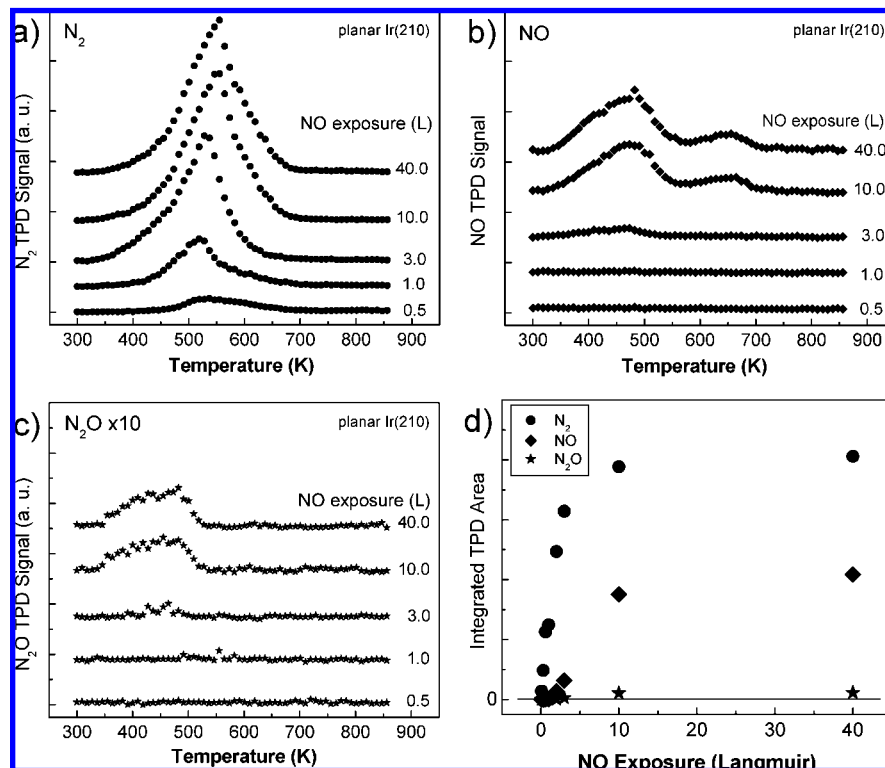 a) N2 planar Ir(210)
NO exposure (L)
40.0
10.0
3.0
1.0
0.5
N2 TPD Signal (a. u.)
300 400 500 600 700 800 900
Temperature (K)
b) NO planar Ir(210)
NO exposure (L)
40.0
10.0
3.0
1.0
0.5
NO TPD Signal
300 400 500 600 700 800 900
Temperature (K)
c) N2O x10 planar Ir(210)
NO exposure (L)
40.0
10.0
3.0
1.0
0.5
N2O TPD Signal (a. u.)
300 400 500 600 700 800 900
Temperature (K)
d)
N2
NO
N2O
Integrated TPD Area
0
0 10 20 30 40
NO Exposure (Langmuir)